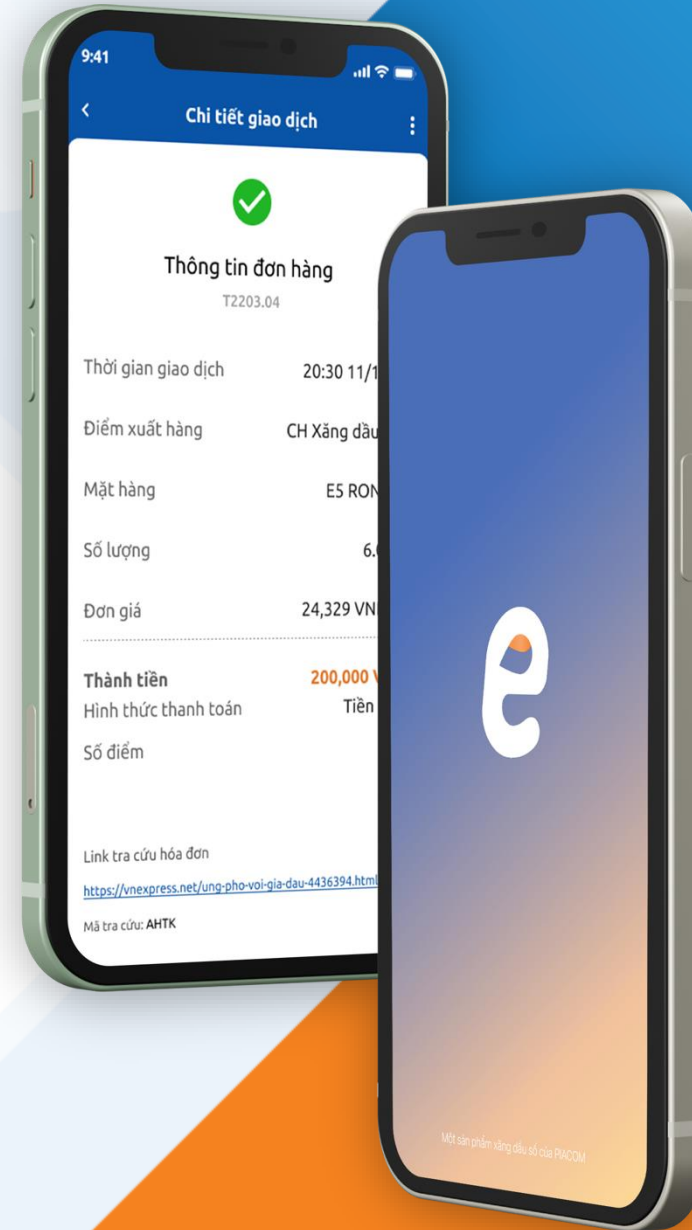 9:41
Chi tiết giao dịch
Thông tin đơn hàng
T2203.04
Thời gian giao dịch 20:30 11/1
Điểm xuất hàng CH Xăng dầu
Mặt hàng E5 RON
Số lượng 6.
Đơn giá 24,329 VN
Thành tiền 200,000
Hình thức thanh toán Tiền
Số điểm
Link tra cứu hóa đơn
https://vnexpress.net/ung-pho-voi-gia-dau-4436394.html
Mã tra cứu: AHTK
e
Một sản phẩm xăng dầu số của PIACOM